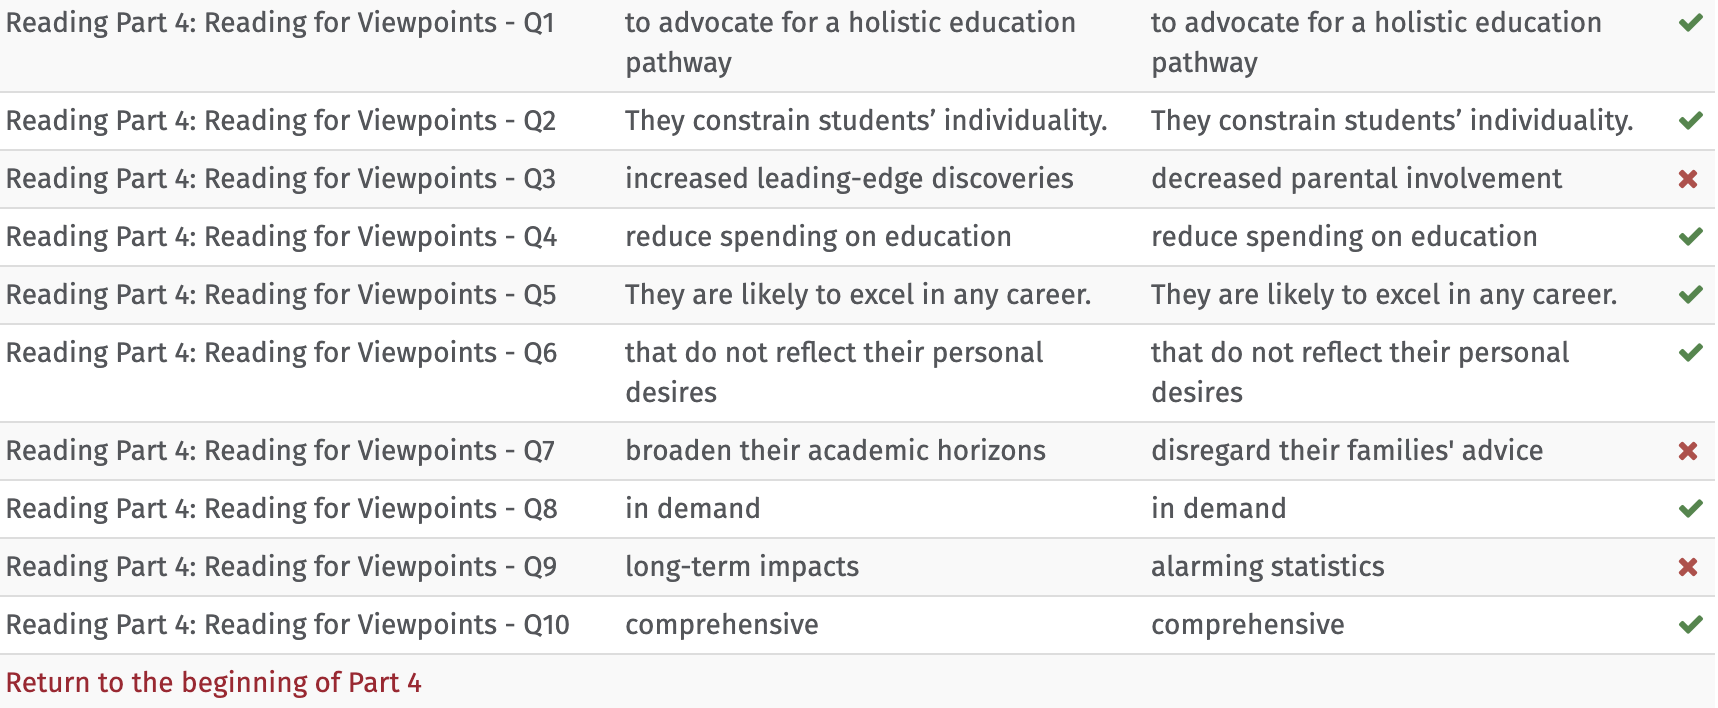 Reading Part 4: Reading for Viewpoints - Q1 to advocate for a holistic education to advocate for a holistic education
pathway pathway
Reading Part 4: Reading for Viewpoints - Q2 They constrain students’ individuality. They constrain students’ individuality.
Reading Part 4: Reading for Viewpoints - Q3 increased leading-edge discoveries decreased parental involvement
Reading Part 4: Reading for Viewpoints - Q4 reduce spending on education reduce spending on education
Reading Part 4: Reading for Viewpoints - Q5 They are likely to excel in any career. They are likely to excel in any career.
Reading Part 4: Reading for Viewpoints - Q6 that do not reflect their personal that do not reflect their personal
desires desires
Reading Part 4: Reading for Viewpoints - Q7 broaden their academic horizons disregard their families' advice
Reading Part 4: Reading for Viewpoints - Q8 in demand in demand
Reading Part 4: Reading for Viewpoints - Q9 long-term impacts alarming statistics
Reading Part 4: Reading for Viewpoints - Q10 comprehensive comprehensive
Return to the beginning of Part 4